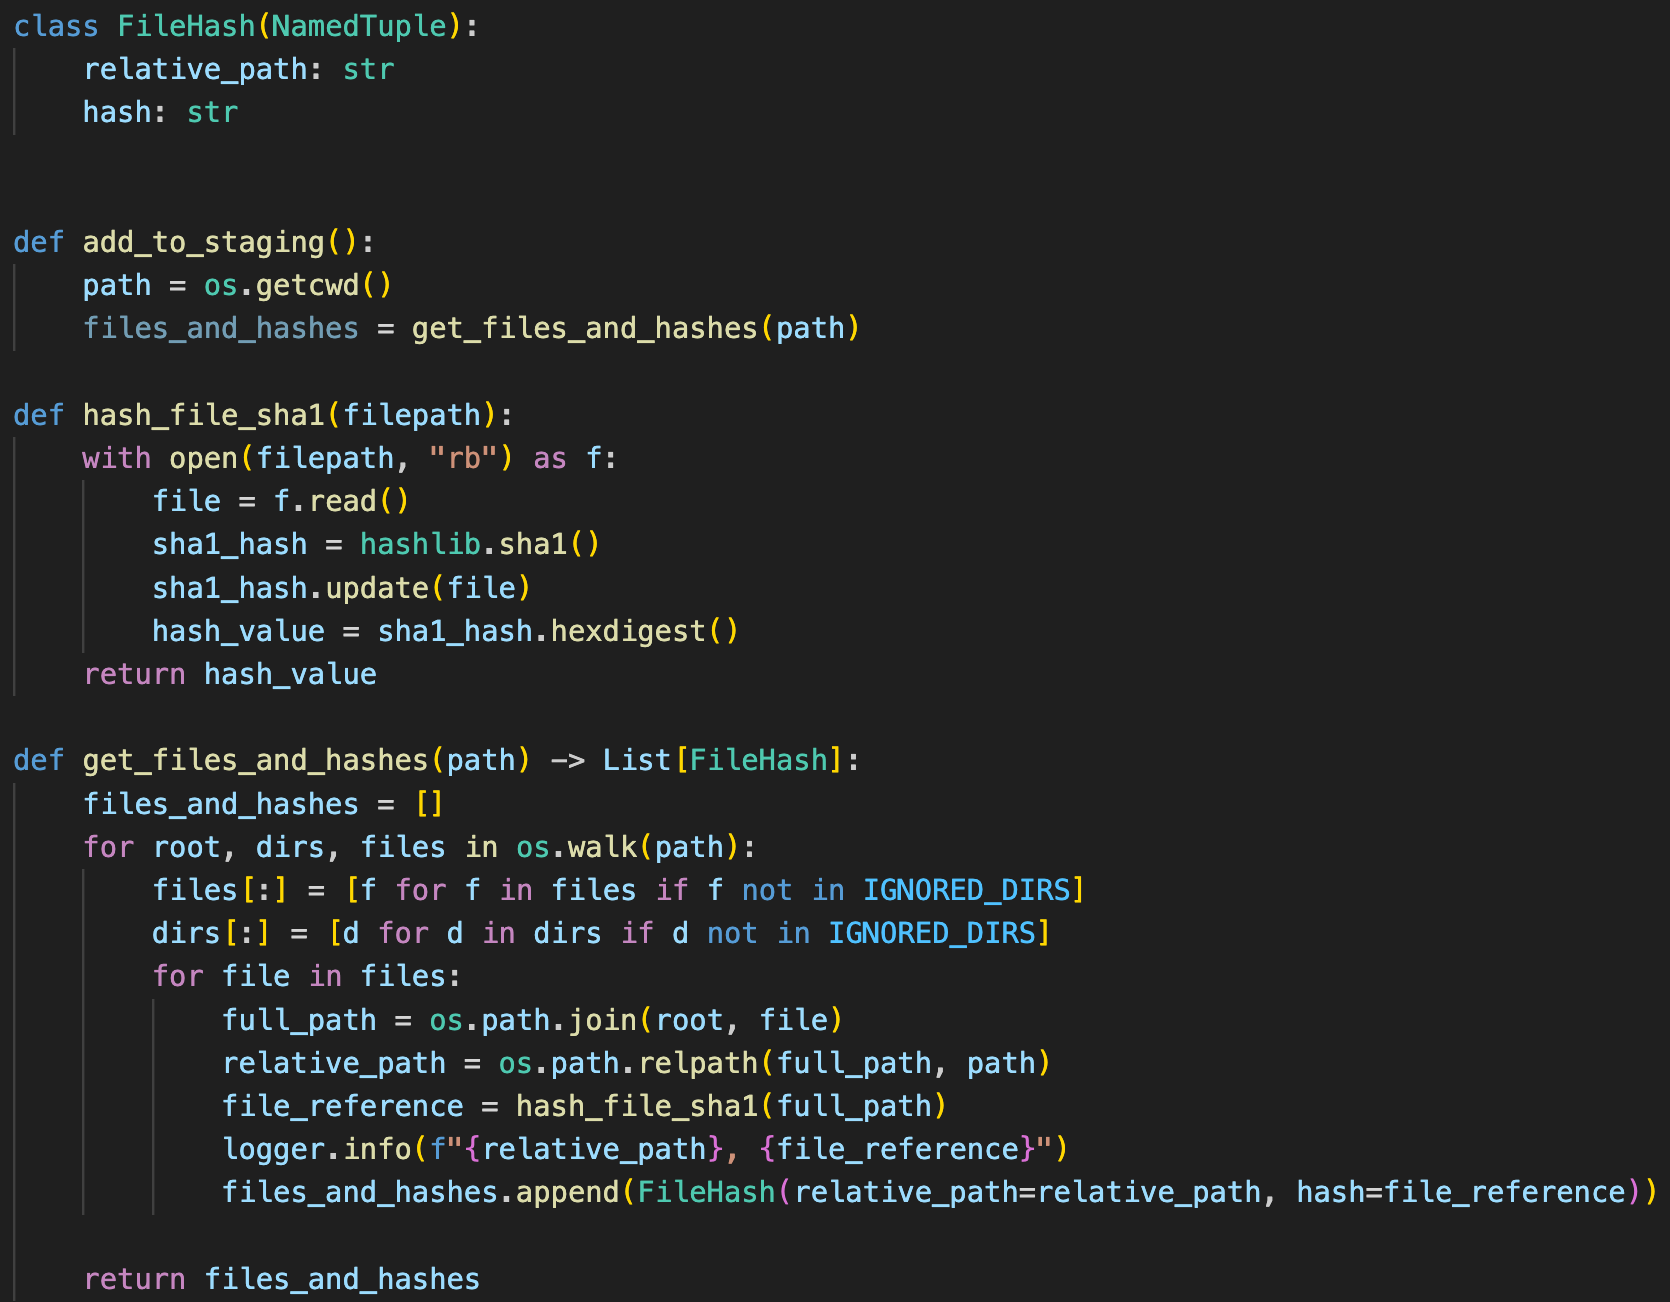 class FileHash(NamedTuple):
    relative_path: str
    hash: str


def add_to_staging():
    path = os.getcwd()
    files_and_hashes = get_files_and_hashes(path)

def hash_file_sha1(filepath):
    with open(filepath, "rb") as f:
        file = f.read()
        sha1_hash = hashlib.sha1()
        sha1_hash.update(file)
        hash_value = sha1_hash.hexdigest()
    return hash_value

def get_files_and_hashes(path) -> List[FileHash]:
    files_and_hashes = []
    for root, dirs, files in os.walk(path):
        files[:] = [f for f in files if f not in IGNORED_DIRS]
        dirs[:] = [d for d in dirs if d not in IGNORED_DIRS]
        for file in files:
            full_path = os.path.join(root, file)
            relative_path = os.path.relpath(full_path, path)
            file_reference = hash_file_sha1(full_path)
            logger.info(f"{relative_path}, {file_reference}")
            files_and_hashes.append(FileHash(relative_path=relative_path, hash=file_reference))

    return files_and_hashes